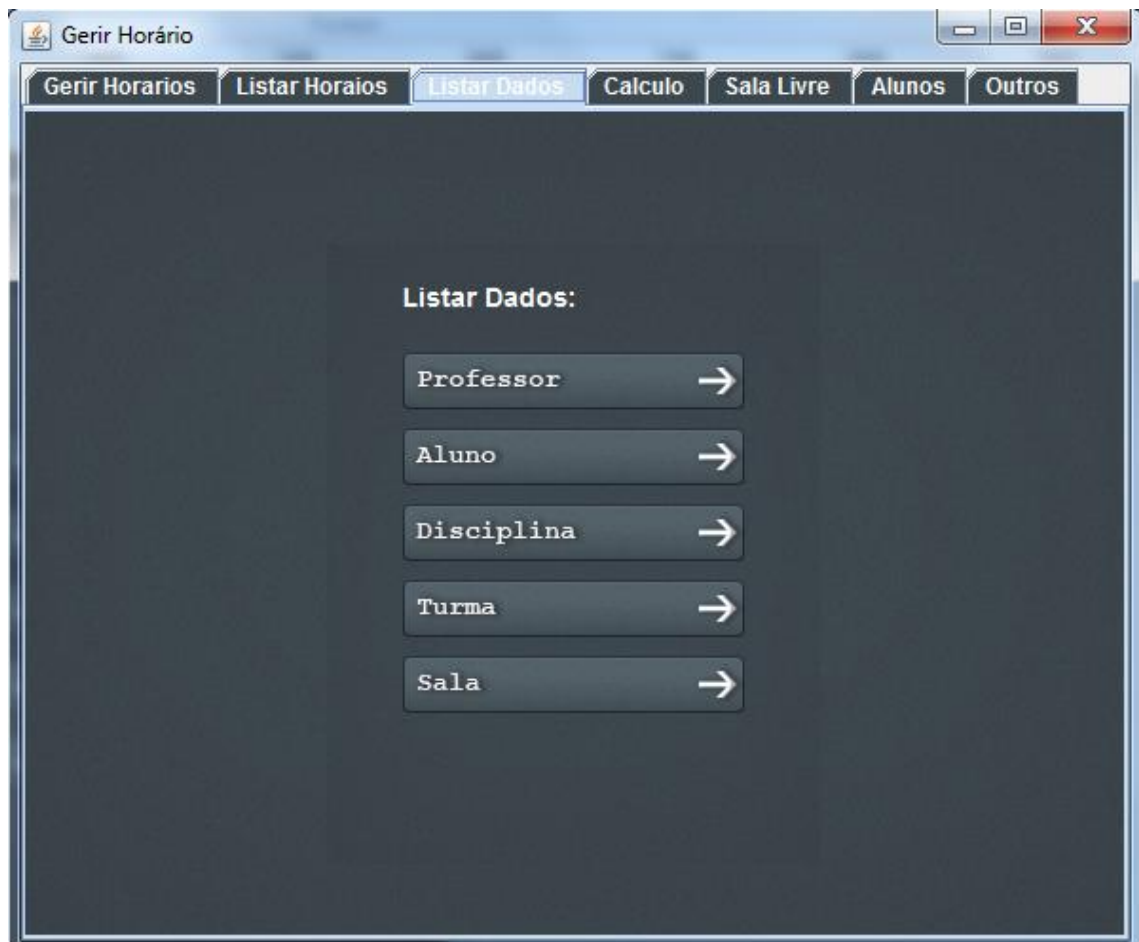 Gerir Horário
Gerir Horarios Listar Horaios Listar Dados Calculo Sala Livre Alunos Outros
Listar Dados:
Professor
Aluno
Disciplina
Turma
Sala